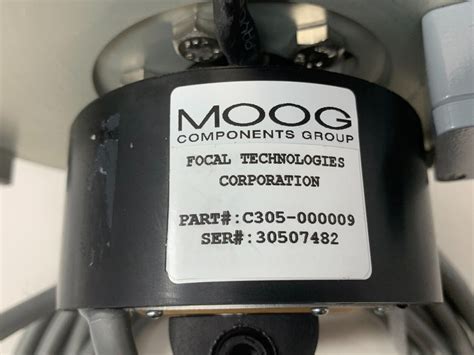 MOOG
COMPONENTS GROUP
FOCAL TECHNOLOGIES
CORPORATION
PART#:C305-000009
SER#:30507482